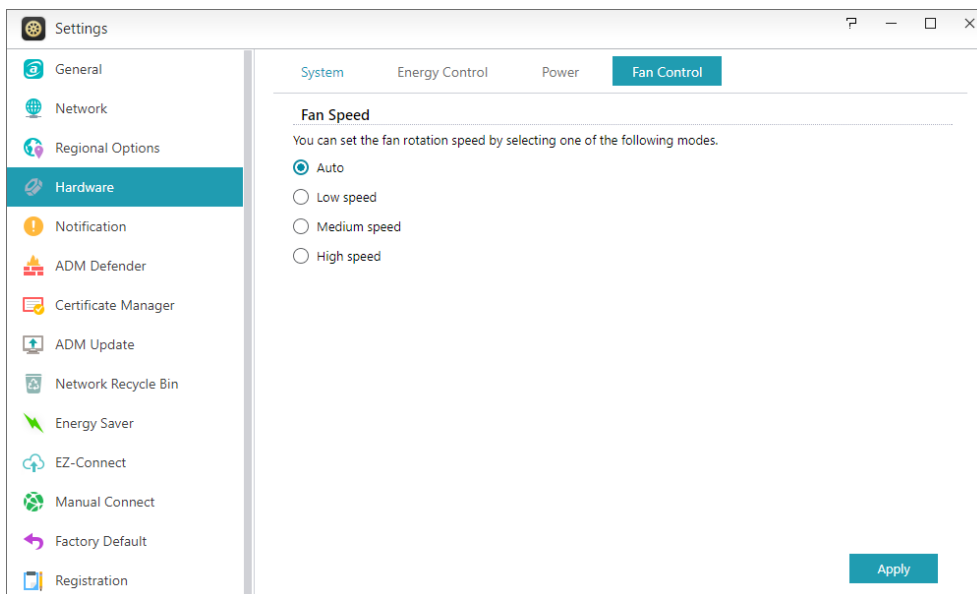 Settings
General
Network
Regional Options
Hardware
Notification
ADM Defender
Certificate Manager
ADM Update
Network Recycle Bin
Energy Saver
EZ-Connect
Manual Connect
Factory Default
Registration
System Energy Control Power Fan Control
Fan Speed
You can set the fan rotation speed by selecting one of the following modes.
Auto
Low speed
Medium speed
High speed
Apply